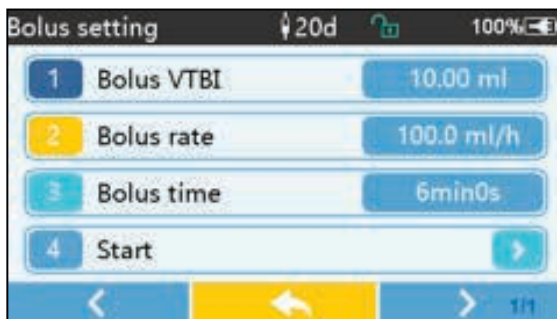 Bolus setting 20d 100%
1 Bolus VTBI 10.00 ml
2 Bolus rate 100.0 ml/h
3 Bolus time 6min0s
4 Start
1/1